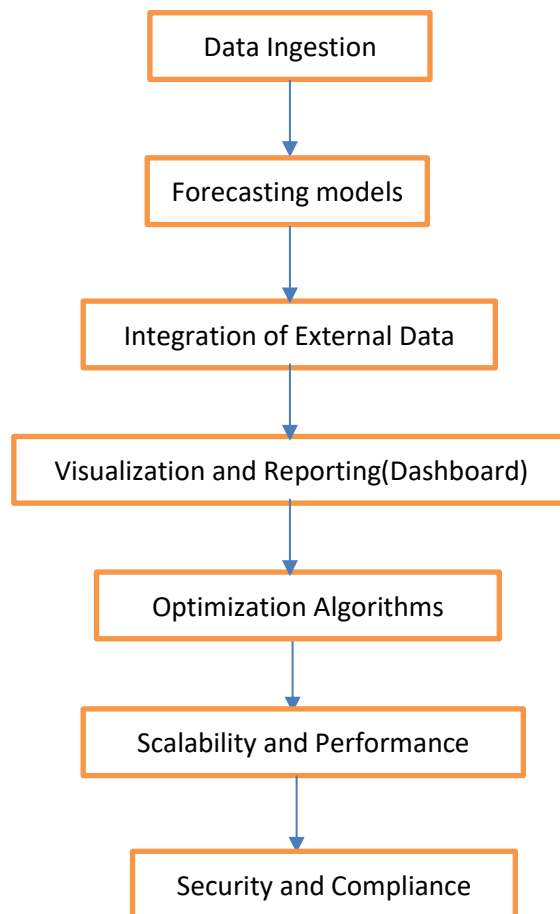 Data Ingestion
Forecasting models
Integration of External Data
Visualization and Reporting(Dashboard)
Optimization Algorithms
Scalability and Performance
Security and Compliance